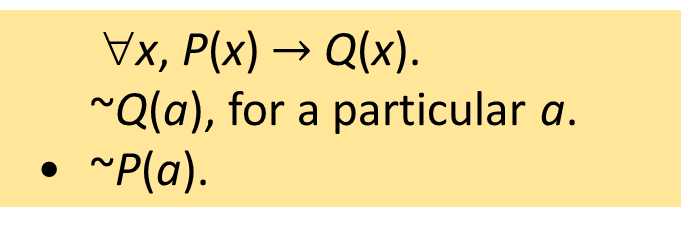 ∀x, P(x) → Q(x).
~Q(a), for a particular a.
• ~P(a).